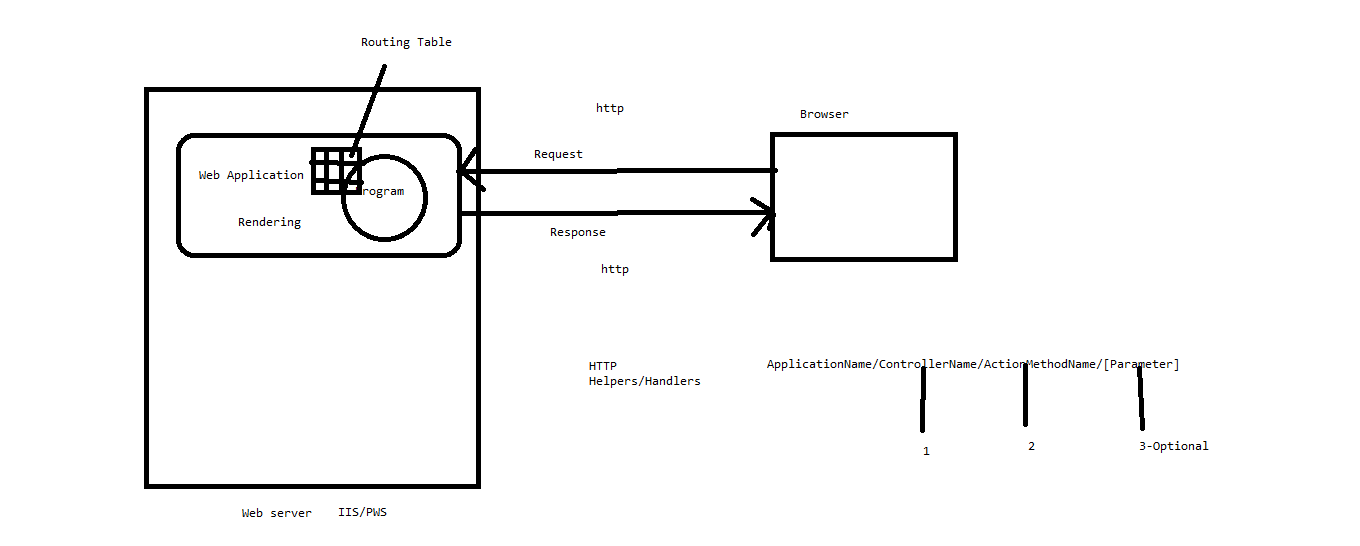 Routing Table
http
Browser
Request
Web Application
rogram
Rendering
Response
http
HTTP
Helpers/Handlers
ApplicationName/ControllerName/ActionMethodName/[Parameter]
1
2
3-Optional
Web server IIS/PWS